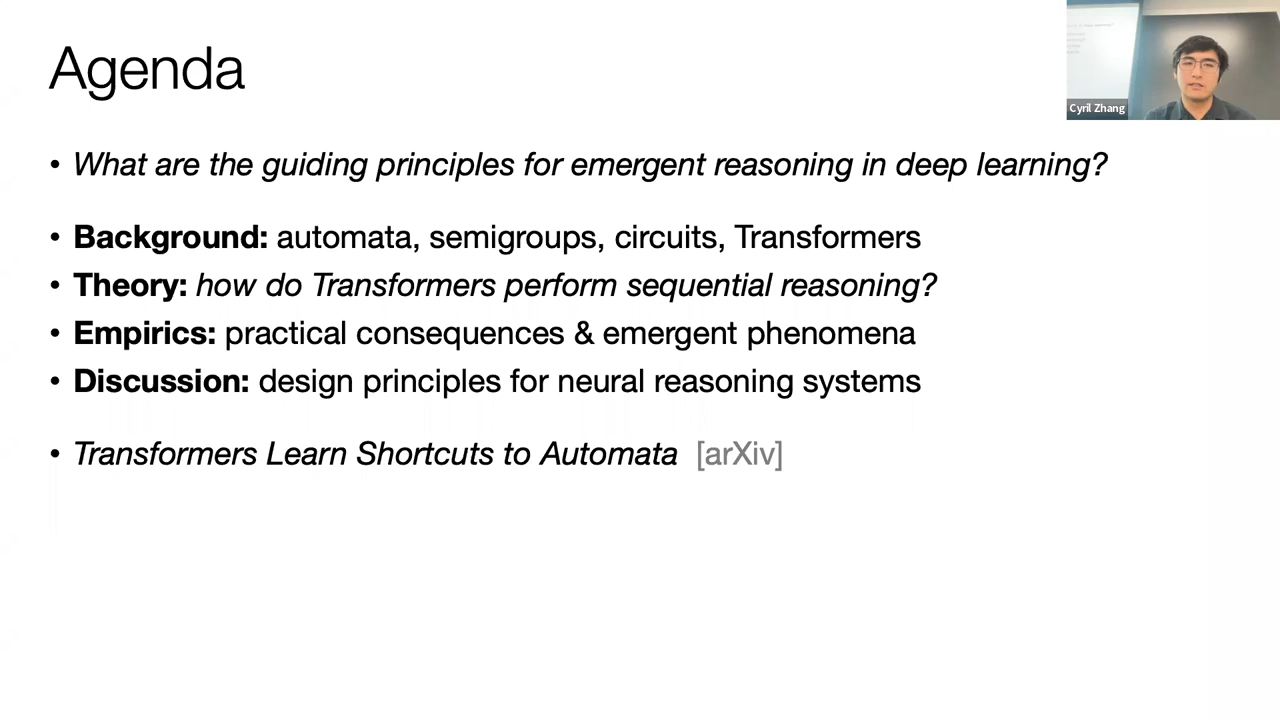 Agenda
Cyril Zhang
• What are the guiding principles for emergent reasoning in deep learning?
• Background: automata, semigroups, circuits, Transformers
• Theory: how do Transformers perform sequential reasoning?
• Empirics: practical consequences & emergent phenomena
• Discussion: design principles for neural reasoning systems
• Transformers Learn Shortcuts to Automata [arXiv]